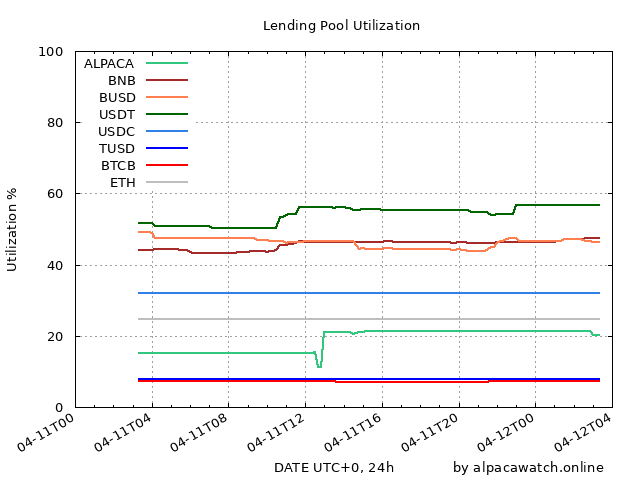 Lending Pool Utilization
Utilization %
100
80
60
40
20
0
ALPACA
BNB
BUSD
USDT
USDC
TUSD
BTCB
ETH
04-11T00
04-11T04
04-11T08
04-11T12
04-11T16
04-11T20
04-12T00
04-12T04
DATE UTC+0, 24h
by alpacawatch.online